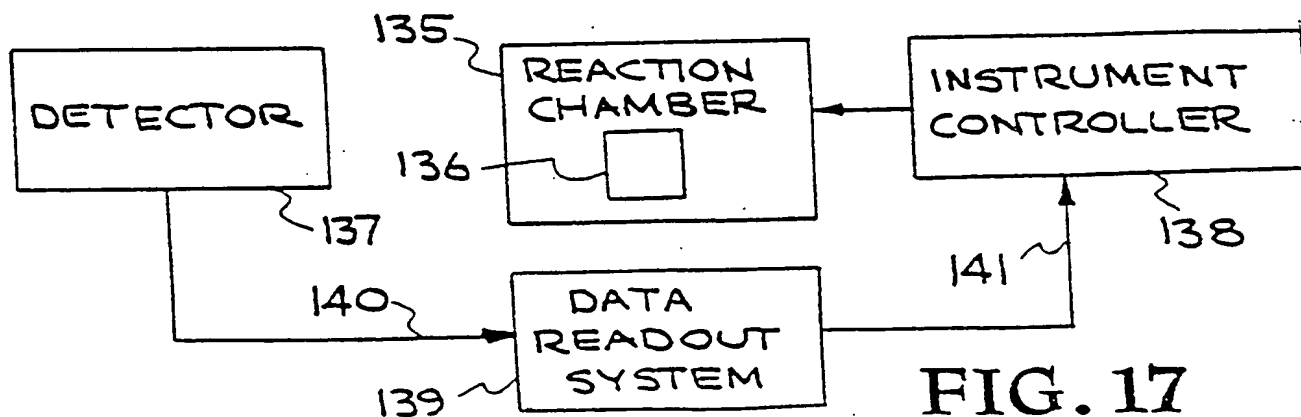 135
REACTION
CHAMBER
136
DETECTOR
137
INSTRUMENT
CONTROLLER
138
140
141
DATA
READOUT
SYSTEM
139
FIG. 17